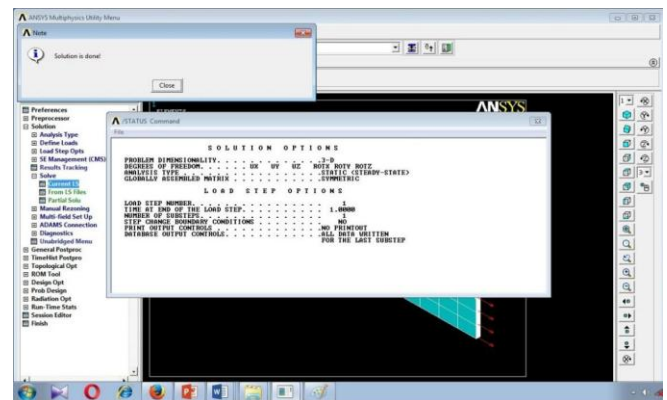 ANSYS Multiphysics Utility Menu
Note
Solution is done!
Close
ANSYS
Preferences
Preprocessor
Solution
Analysis Type
Define Loads
Load Step Opts
SE Management (CMS)
Results Tracking
Solve
Current LS
From LS Files
Partial Solu
Manual Rezoning
Multi-field Set Up
ADAMS Connection
Diagnostics
Unabridged Menu
General Postproc
TimeHist Postpro
Topological Opt
ROM Tool
Design Opt
Prob Design
Radiation Opt
Run-Time Stats
Session Editor
Finish
/STATUS Command
File
S O L U T I O N   O P T I O N S
PROBLEM DIMENSIONALITY. . . . . . . . . . . . .3-D
DEGREES OF FREEDOM. . . . . . UX   UY   UZ   ROTX ROTY ROTZ
ANALYSIS TYPE . . . . . . . . . . . . . . . . .STATIC (STEADY-STATE)
GLOBALLY ASSEMBLED MATRIX . . . . . . . . . . .SYMMETRIC
L O A D   S T E P   O P T I O N S
LOAD STEP NUMBER. . . . . . . . . . . . . . . .     1
TIME AT END OF THE LOAD STEP. . . . . . . . . .  1.0000
NUMBER OF SUBSTEPS. . . . . . . . . . . . . . .     1
STEP CHANGE BOUNDARY CONDITIONS . . . . . . . .    NO
PRINT OUTPUT CONTROLS . . . . . . . . . . . . .NO PRINTOUT
DATABASE OUTPUT CONTROLS. . . . . . . . . . . .ALL DATA WRITTEN
FOR THE LAST SUBSTEP